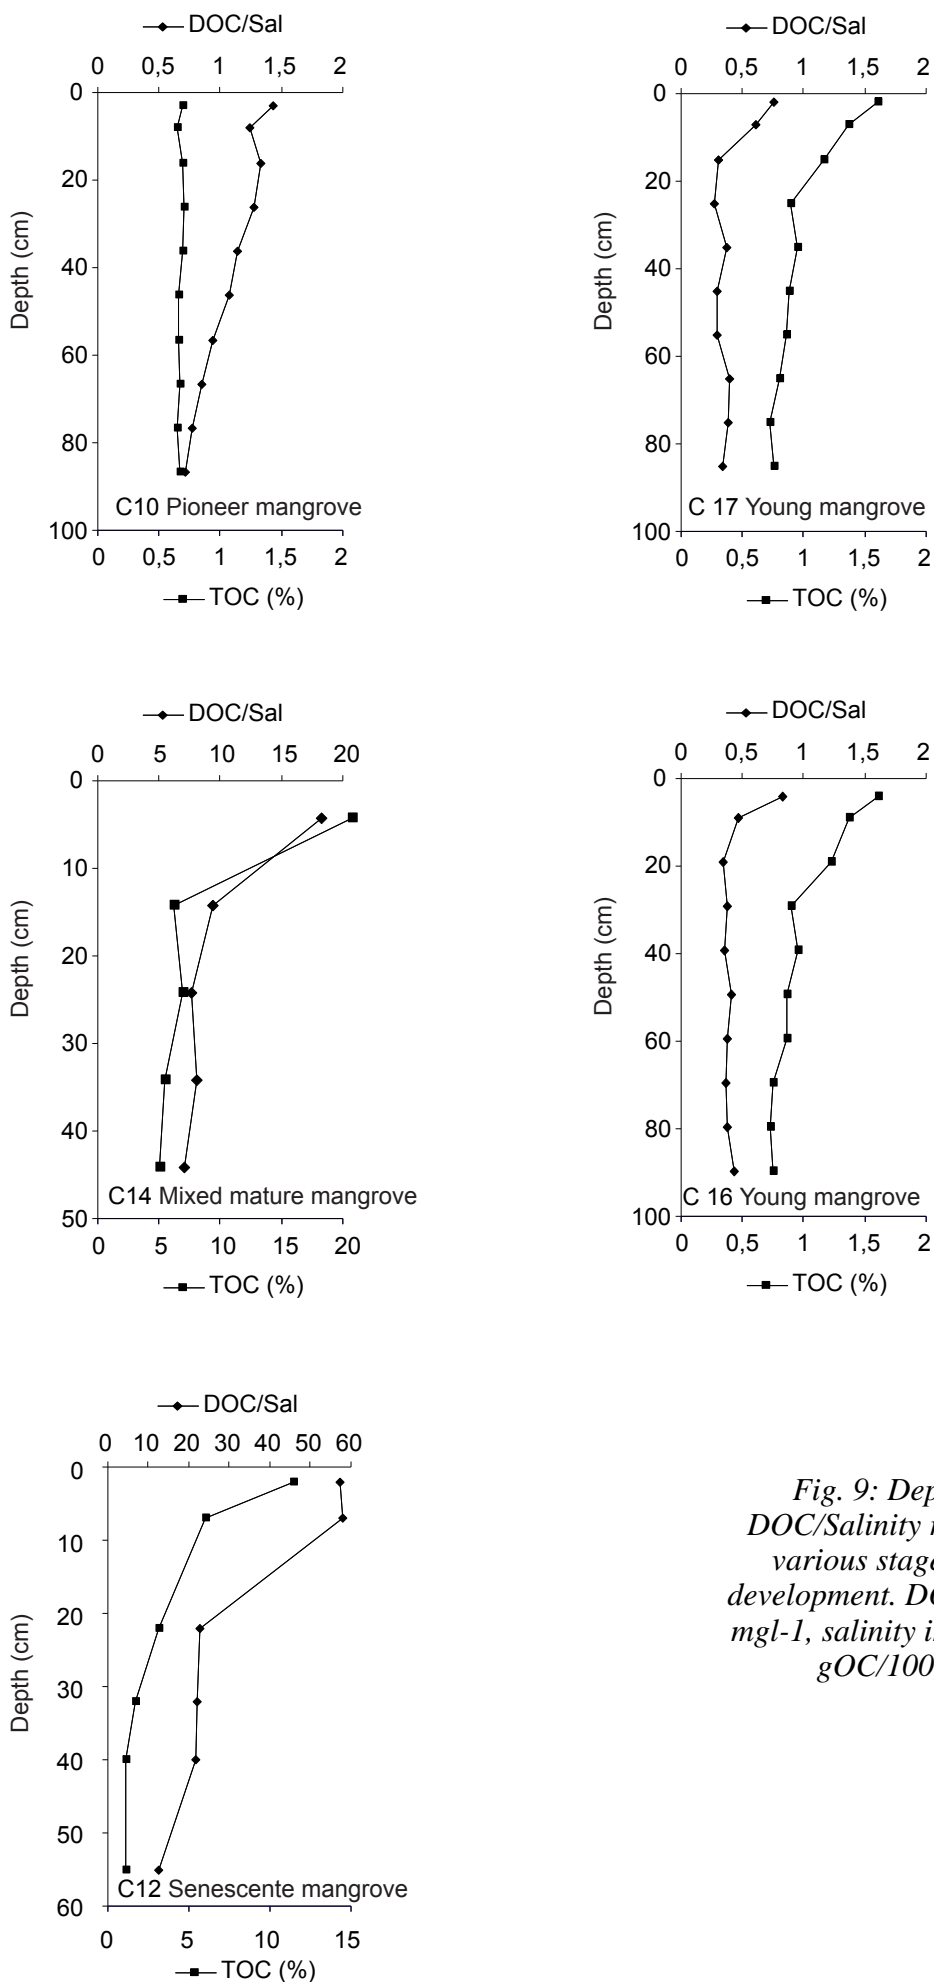 DOC/Sal
0 0,5 1 1,5 2
0
20
40
60
80
100
Depth (cm)
C10 Pioneer mangrove
0 0,5 1 1,5 2
TOC (%)
DOC/Sal
0 0,5 1 1,5 2
0
20
40
60
80
100
Depth (cm)
C 17 Young mangrove
0 0,5 1 1,5 2
TOC (%)
DOC/Sal
0 5 10 15 20
0
10
20
30
40
50
Depth (cm)
C14 Mixed mature mangrove
0 5 10 15 20
TOC (%)
DOC/Sal
0 0,5 1 1,5 2
0
20
40
60
80
100
Depth (cm)
C 16 Young mangrove
0 0,5 1 1,5 2
TOC (%)
DOC/Sal
0 10 20 30 40 50 60
0
10
20
30
40
50
60
Depth (cm)
C12 Senescente mangrove
0 5 10 15
TOC (%)
Fig. 9: Dep
DOC/Salinity
various stage
development. DO
mgl-1, salinity
gOC/100